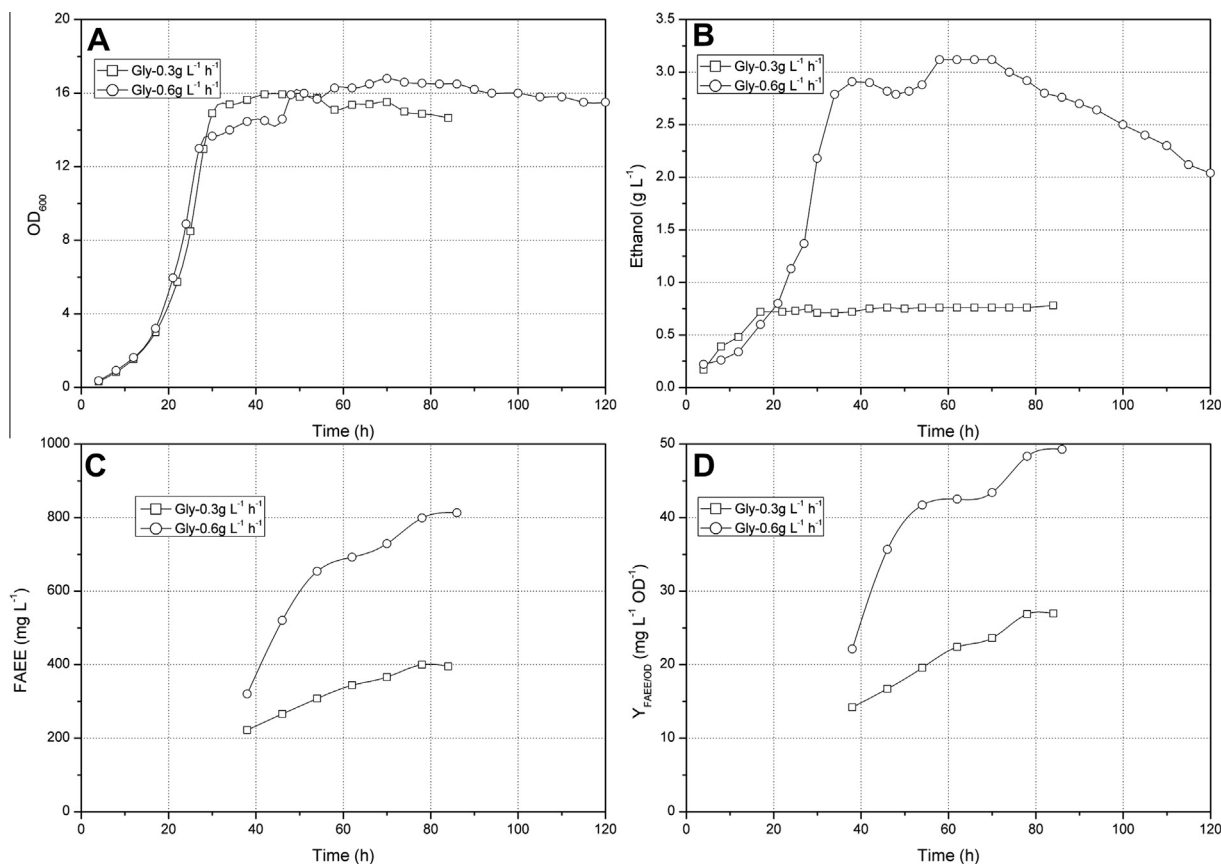 A
Gly-0.3g L⁻¹ h⁻¹
Gly-0.6g L⁻¹ h⁻¹
20
16
12
8
4
0
OD₆₀₀
0 20 40 60 80 100 120
Time (h)
B
Gly-0.3g L⁻¹ h⁻¹
Gly-0.6g L⁻¹ h⁻¹
3.5
3.0
2.5
2.0
1.5
1.0
0.5
0.0
Ethanol (g L⁻¹)
0 20 40 60 80 100 120
Time (h)
C
Gly-0.3g L⁻¹ h⁻¹
Gly-0.6g L⁻¹ h⁻¹
1000
800
600
400
200
0
FAEE (mg L⁻¹)
0 20 40 60 80 100 120
Time (h)
D
Gly-0.3g L⁻¹ h⁻¹
Gly-0.6g L⁻¹ h⁻¹
50
40
30
20
10
0
Y_FAEE/OD (mg L⁻¹ OD⁻¹)
0 20 40 60 80 100 120
Time (h)